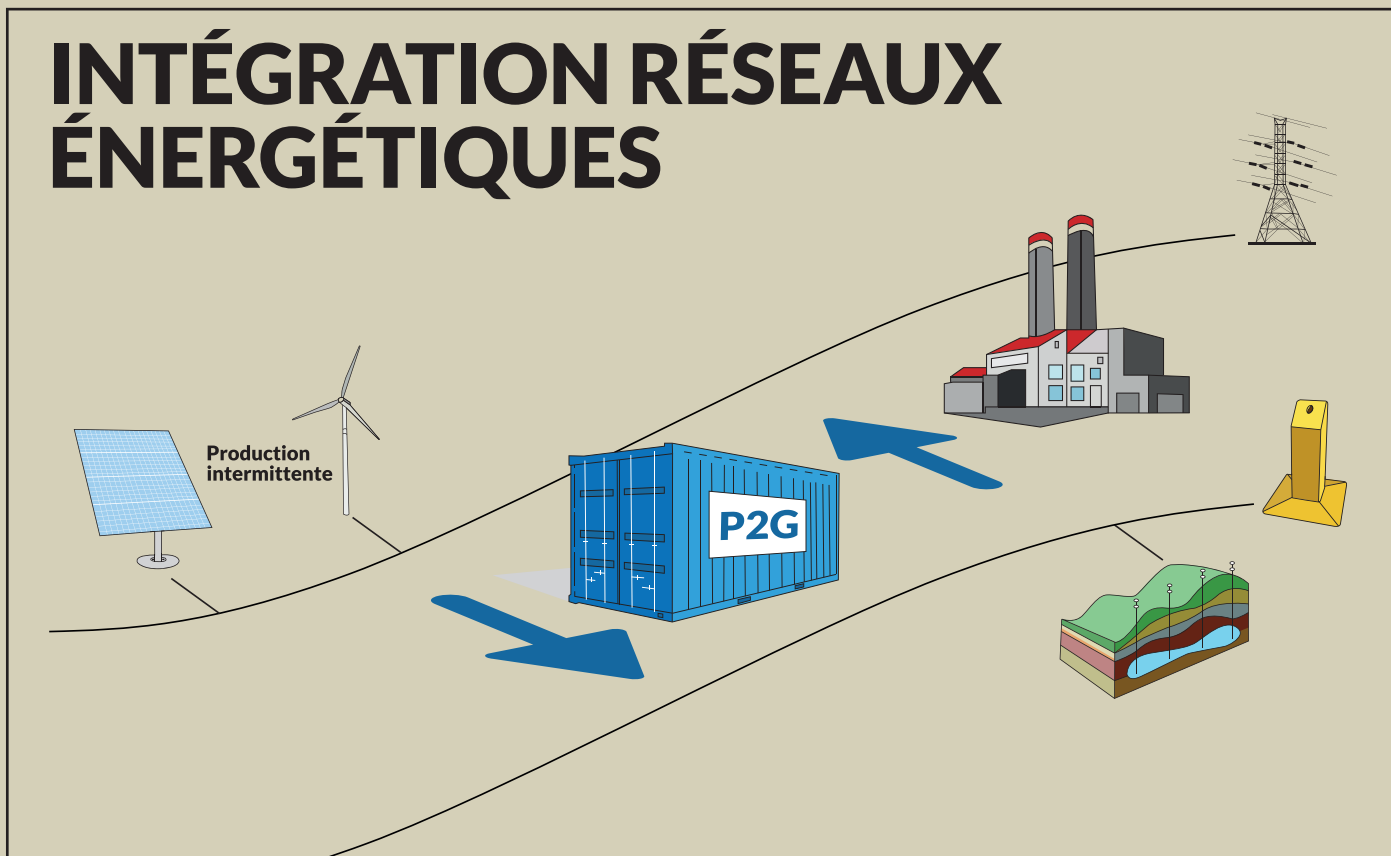 INTÉGRATION RÉSEAUX
ÉNERGÉTIQUES
Production
intermittente
P2G